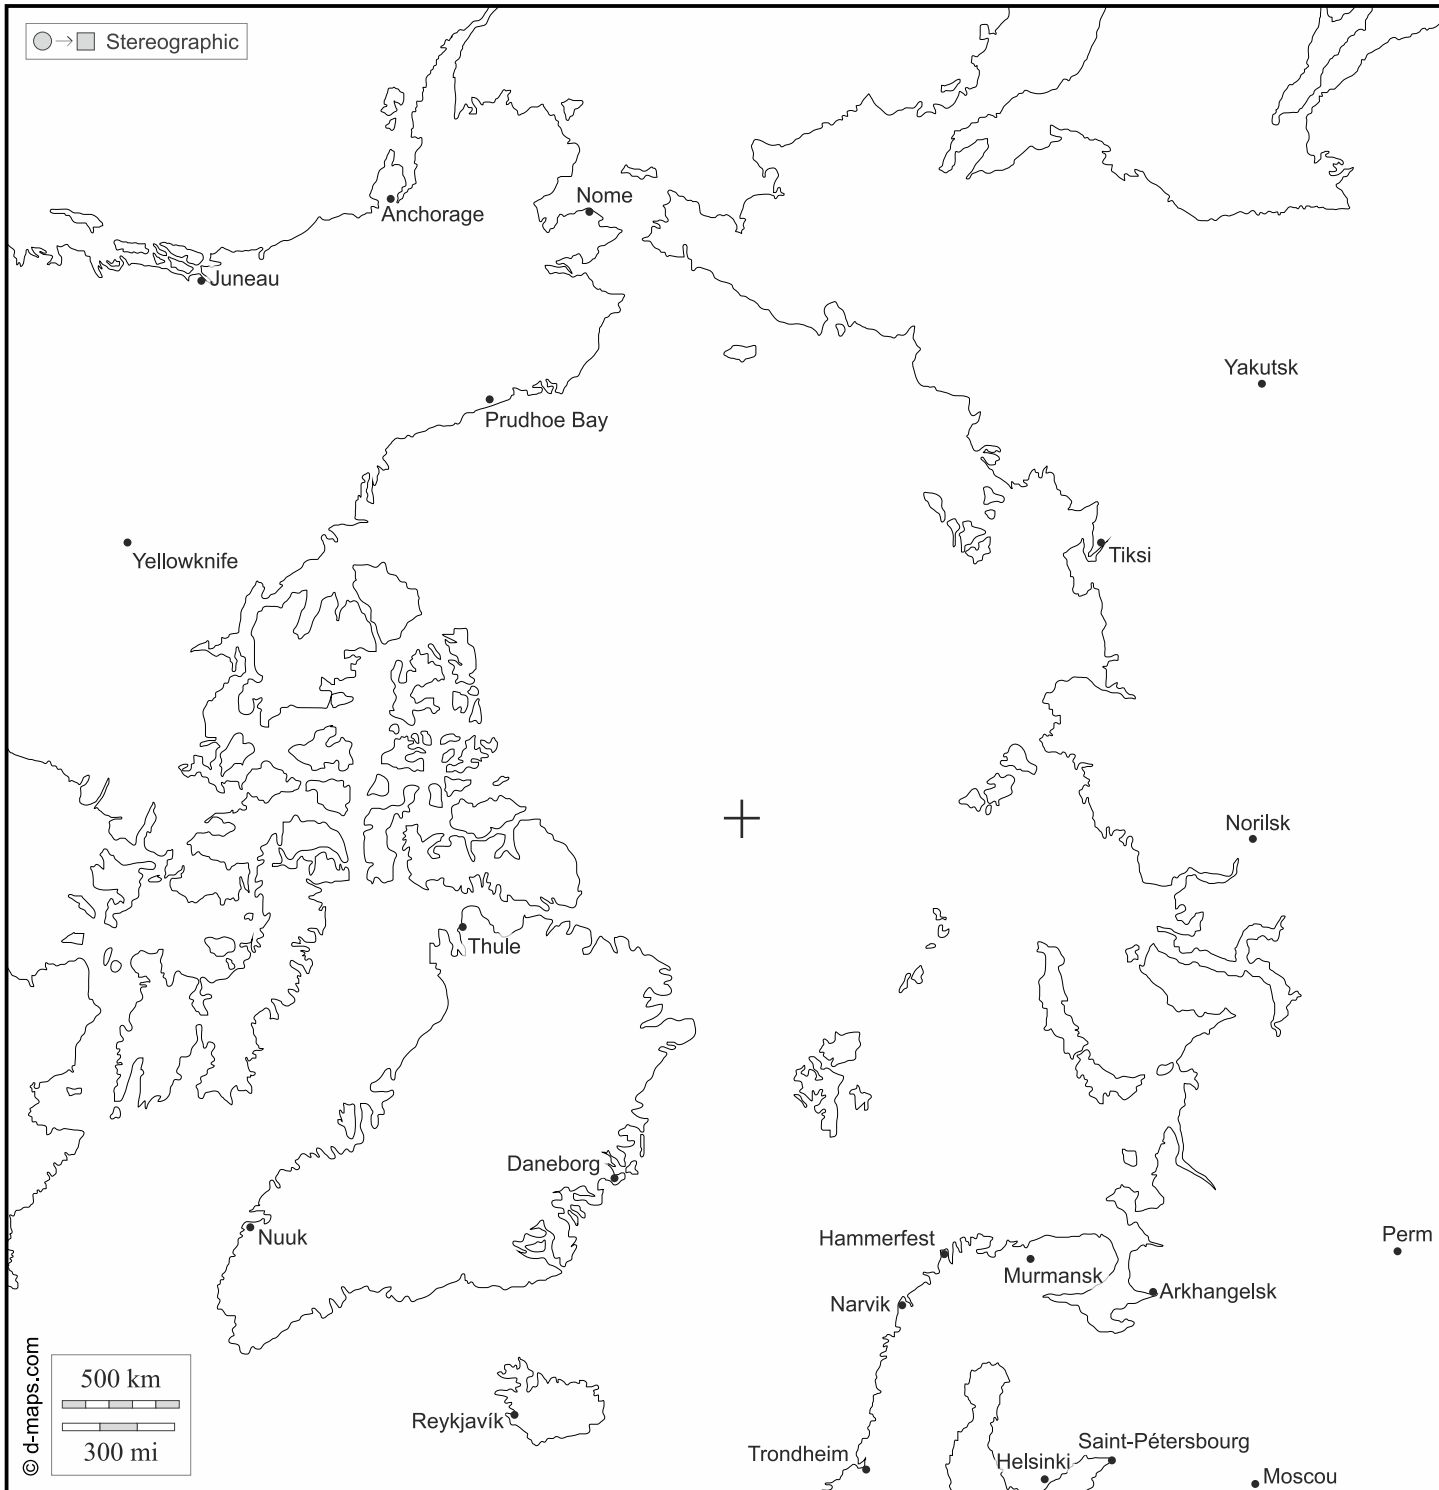 Stereographic
Nome
Anchorage
Juneau
Yakutsk
Prudhoe Bay
Yellowknife
Tiksi
Norilsk
Thule
Daneborg
Nuuk
Hammerfest
Perm
Murmansk
Narvik
Arkhangelsk
© d-maps.com
500 km
300 mi
Reykjavík
Trondheim
Helsinki
Saint-Pétersbourg
Moscou